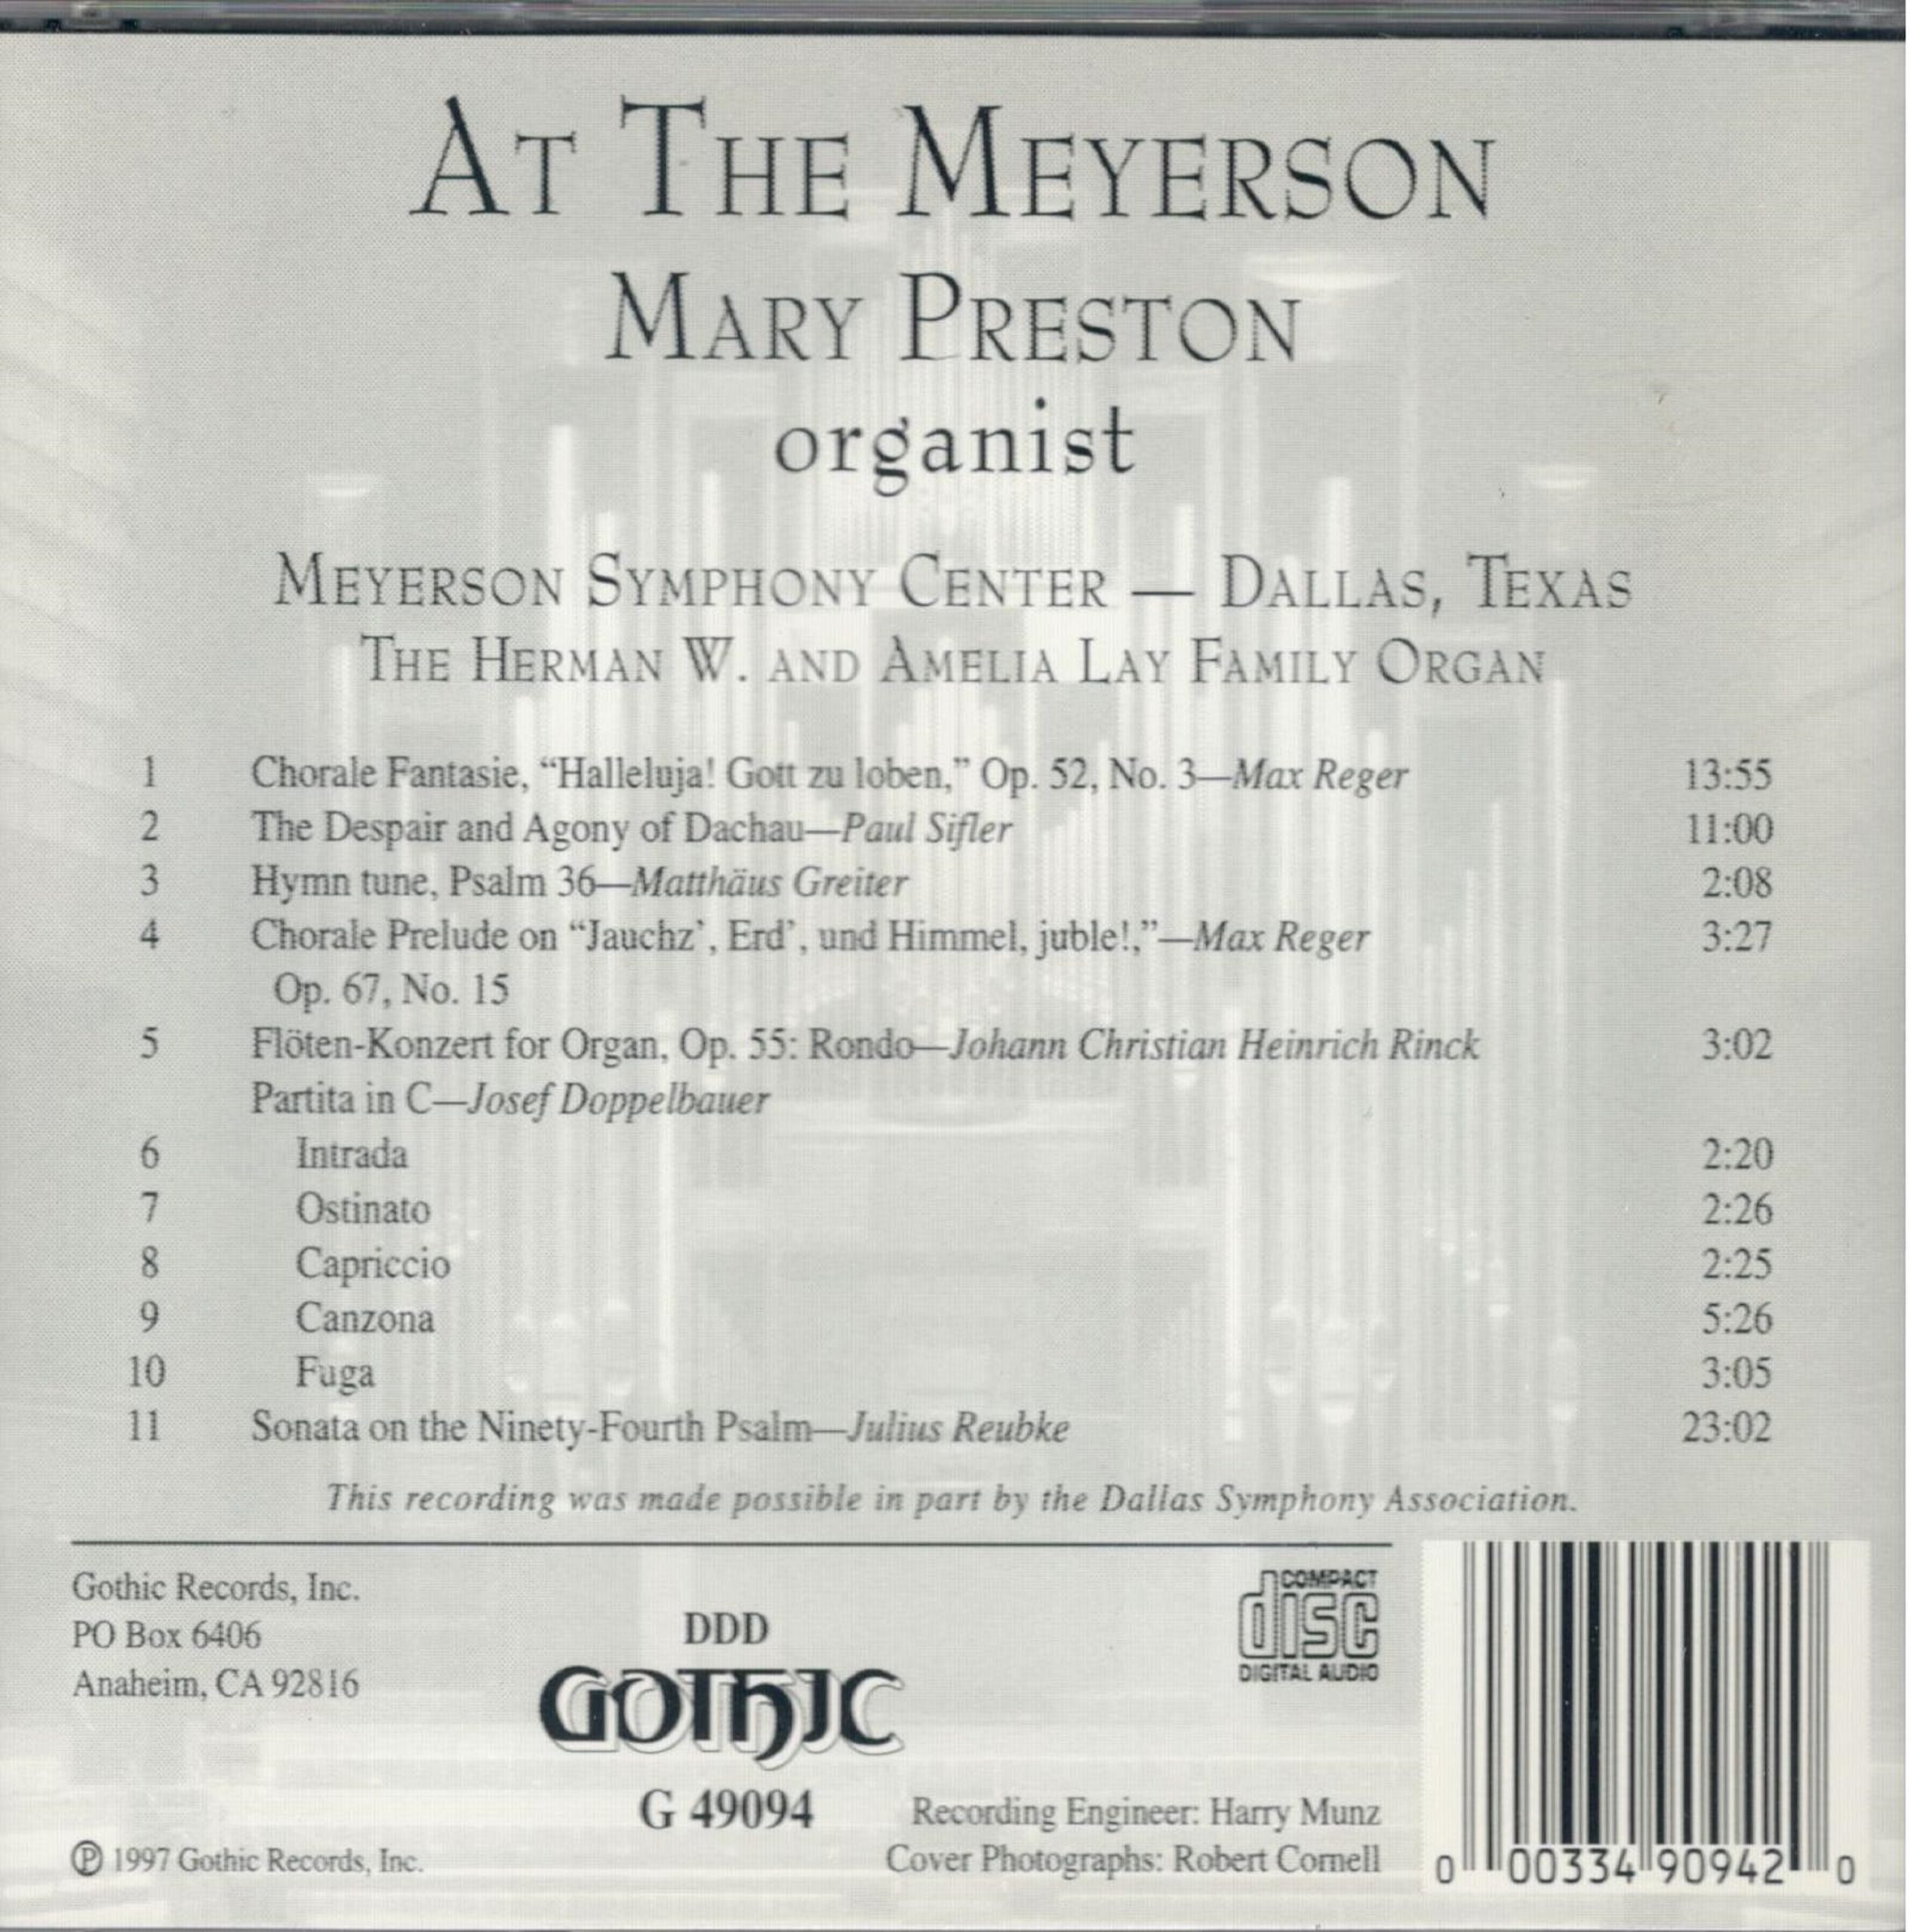 AT THE MEYERSON
MARY PRESTON
organist
MEYERSON SYMPHONY CENTER — DALLAS, TEXAS
THE HERMAN W. AND AMELIA LAY FAMILY ORGAN
1 Chorale Fantasie, “Halleluja! Gott zu loben,” Op. 52, No. 3—Max Reger 13:55
2 The Despair and Agony of Dachau—Paul Sifler 11:00
3 Hymn tune, Psalm 36—Matthäus Greiter 2:08
4 Chorale Prelude on “Jauchz’, Erd’, und Himmel, juble!,”—Max Reger 3:27
Op. 67, No. 15
5 Flöten-Konzert for Organ, Op. 55: Rondo—Johann Christian Heinrich Rinck 3:02
Partita in C—Josef Doppelbauer
6 Intrada 2:20
7 Ostinato 2:26
8 Capriccio 2:25
9 Canzona 5:26
10 Fuga 3:05
11 Sonata on the Ninety-Fourth Psalm—Julius Reubke 23:02
This recording was made possible in part by the Dallas Symphony Association.
Gothic Records, Inc.
PO Box 6406
Anaheim, CA 92816
℗ 1997 Gothic Records, Inc.
DDD
GOTHIC
G 49094
COMPACT
disc
DIGITAL AUDIO
Recording Engineer: Harry Munz
Cover Photographs: Robert Cornell
0 00334 90942 0